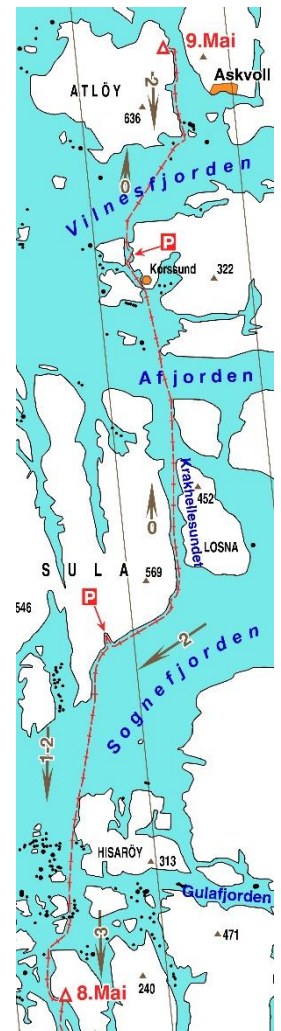 9.Mai
Askvoll
ATLÖY
-2
636
0
Vilnesfjorden
P
Korssund
322
Afjorden
Krakhellesundet
452
0
LOSNA
SULA
569
546
P
2
Sognefjorden
1-2
HISARÖY
313
Gulafjorden
3
471
240
8.Mai